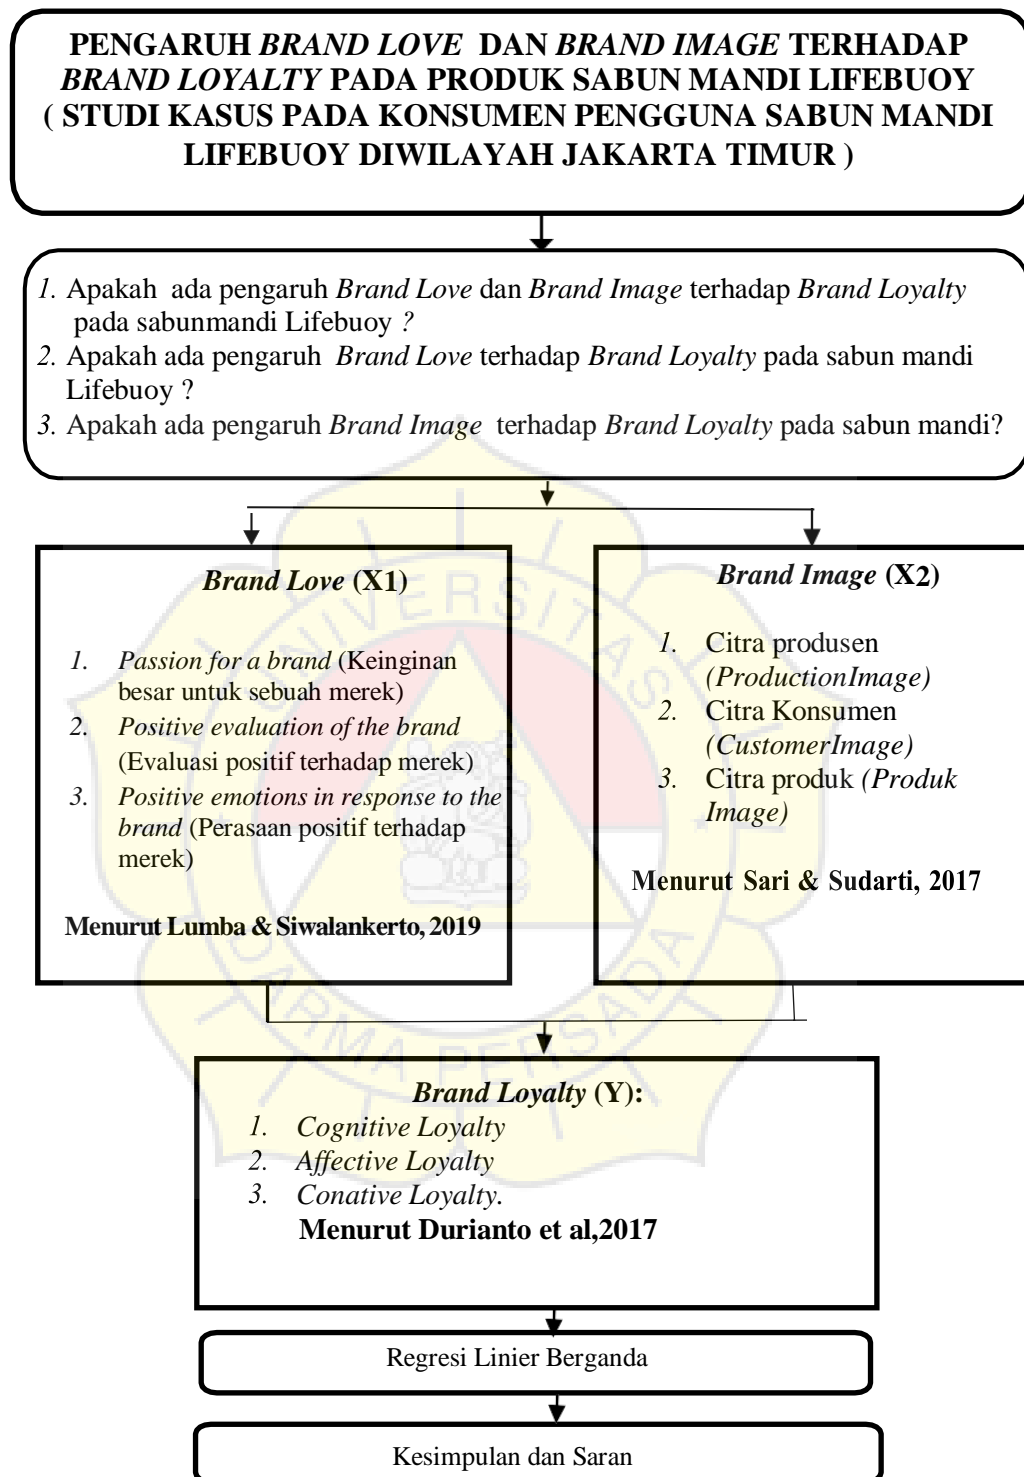 PENGARUH BRAND LOVE DAN BRAND IMAGE TERHADAP
BRAND LOYALTY PADA PRODUK SABUN MANDI LIFEBUOY
( STUDI KASUS PADA KONSUMEN PENGGUNA SABUN MANDI
LIFEBUOY DIWILAYAH JAKARTA TIMUR )
1. Apakah ada pengaruh Brand Love dan Brand Image terhadap Brand Loyalty
pada sabunmandi Lifebuoy ?
2. Apakah ada pengaruh Brand Love terhadap Brand Loyalty pada sabun mandi
Lifebuoy ?
3. Apakah ada pengaruh Brand Image terhadap Brand Loyalty pada sabun mandi?
Brand Love (X1)
1. Passion for a brand (Keinginan
besar untuk sebuah merek)
2. Positive evaluation of the brand
(Evaluasi positif terhadap merek)
3. Positive emotions in response to the
brand (Perasaan positif terhadap
merek)
Menurut Lumba & Siwalankerto, 2019
Brand Image (X2)
1. Citra produsen
(ProductionImage)
2. Citra Konsumen
(CustomerImage)
3. Citra produk (Produk
Image)
Menurut Sari & Sudarti, 2017
Brand Loyalty (Y):
1. Cognitive Loyalty
2. Affective Loyalty
3. Conative Loyalty.
Menurut Durianto et al,2017
Regresi Linier Berganda
Kesimpulan dan Saran
UNIVERSITAS
DARMA PERSADA